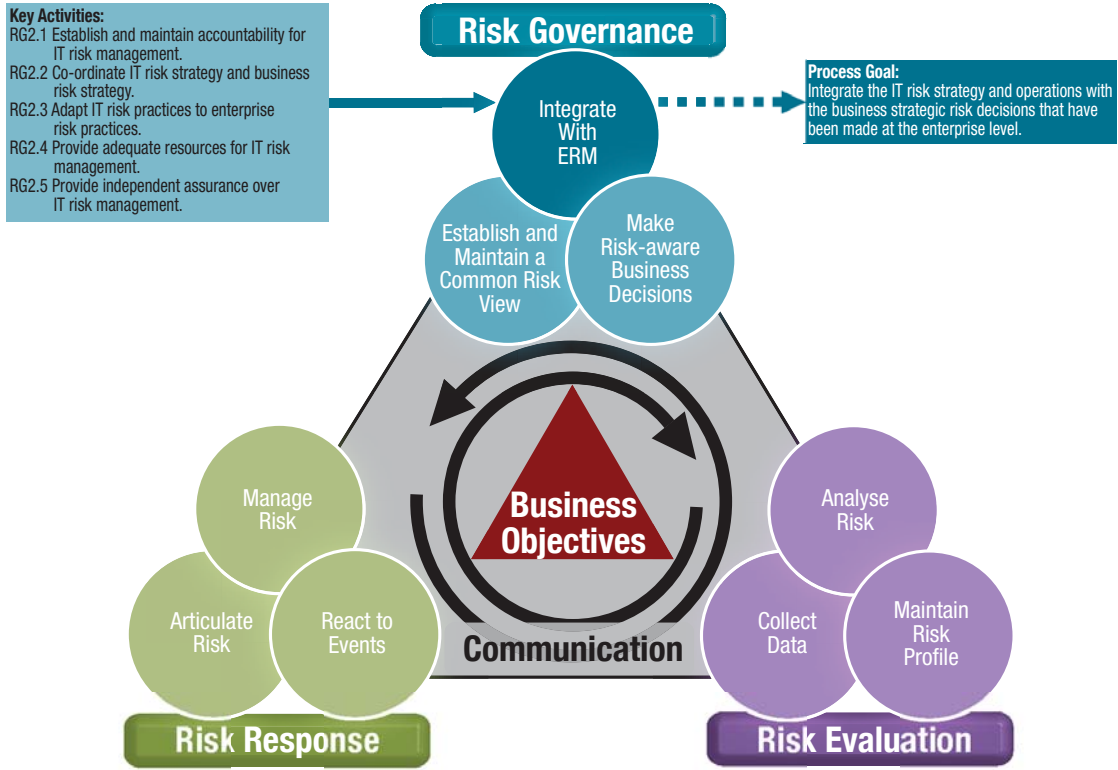 Key Activities:
RG2.1 Establish and maintain accountability for
IT risk management.
RG2.2 Co-ordinate IT risk strategy and business
risk strategy.
RG2.3 Adapt IT risk practices to enterprise
risk practices.
RG2.4 Provide adequate resources for IT risk
management.
RG2.5 Provide independent assurance over
IT risk management.
Risk Governance
Integrate
With
ERM
Process Goal:
Integrate the IT risk strategy and operations with
the business strategic risk decisions that have
been made at the enterprise level.
Establish and
Maintain a
Common Risk
View
Make
Risk-aware
Business
Decisions
Business
Objectives
Communication
Manage
Risk
Articulate
Risk
React to
Events
Risk Response
Analyse
Risk
Collect
Data
Maintain
Risk
Profile
Risk Evaluation